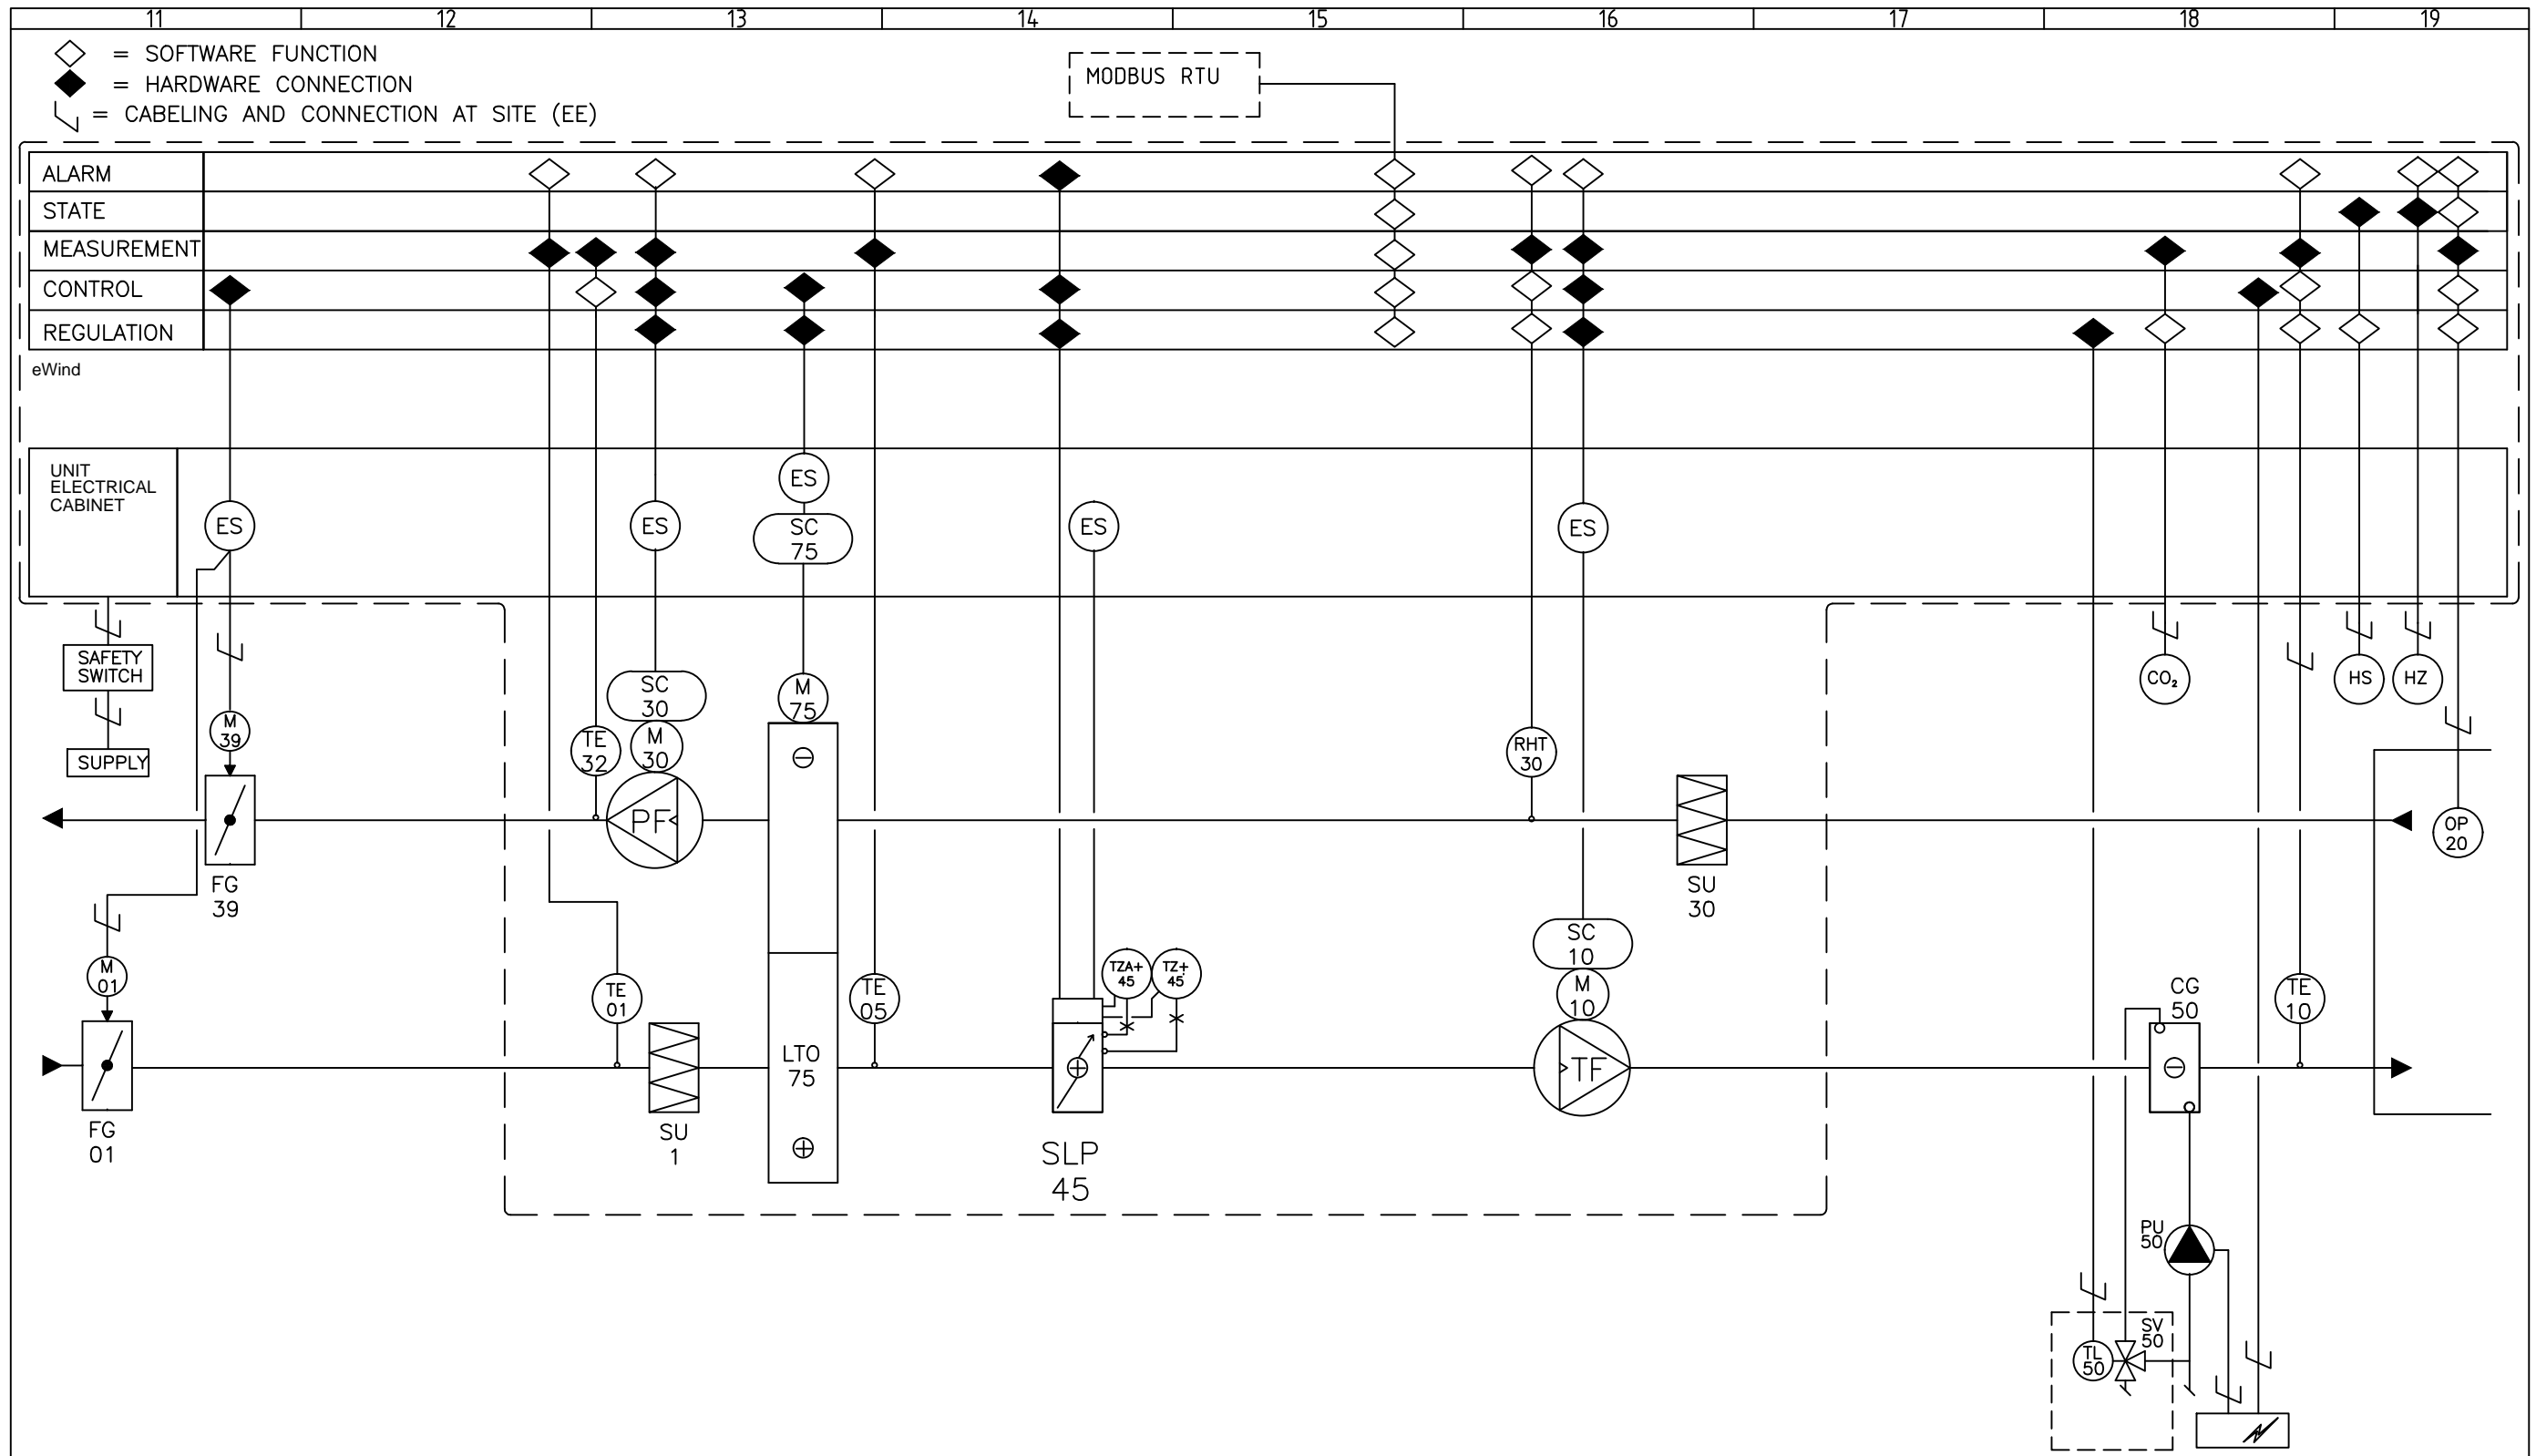 11 12 13 14 15 16 17 18 19
= SOFTWARE FUNCTION
= HARDWARE CONNECTION
= CABELING AND CONNECTION AT SITE (EE)
MODBUS RTU
ALARM
STATE
MEASUREMENT
CONTROL
REGULATION
eWind
UNIT
ELECTRICAL
CABINET
ES
ES
ES
SC
75
ES
ES
SAFETY
SWITCH
SUPPLY
M
39
FG
39
M
01
FG
01
TE
32
SC
30
M
30
PF
M
75
TE
01
SU
1
LTO
75
TE
05
SLP
45
TZA+
45
TZ+
45
RHT
30
SC
10
M
10
TF
SU
30
CO₂
HS
HZ
OP
20
CG
50
TE
10
PU
50
SV
50
TL
50